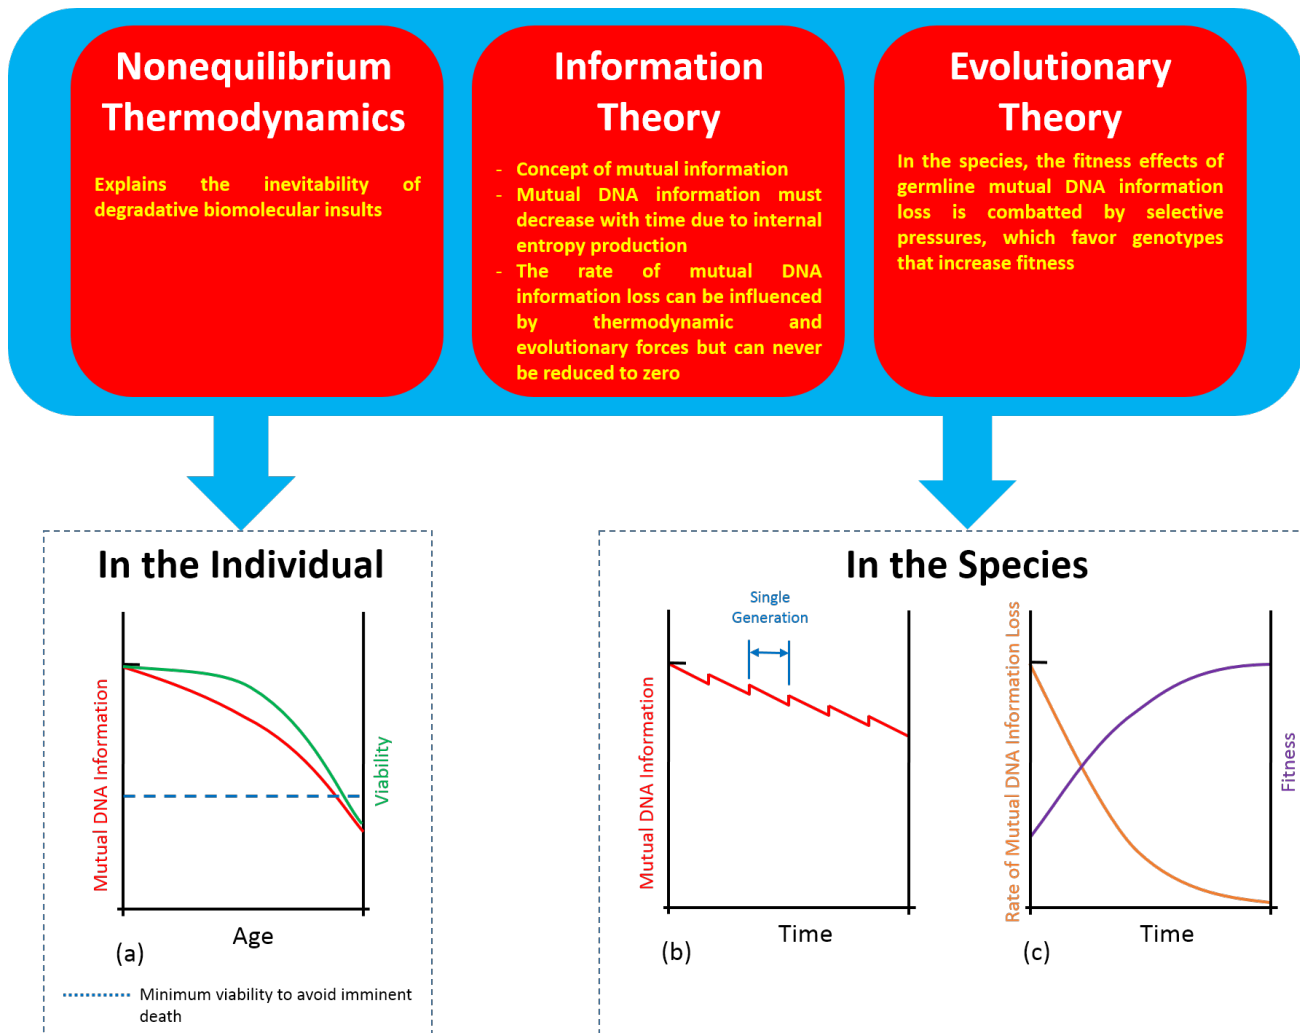 Nonequilibrium
Thermodynamics
Explains the inevitability of
degradative biomolecular insults
Information
Theory
- Concept of mutual information
- Mutual DNA information must
decrease with time due to internal
entropy production
- The rate of mutual DNA
information loss can be influenced
by thermodynamic and
evolutionary forces but can never
be reduced to zero
Evolutionary
Theory
In the species, the fitness effects of
germline mutual DNA information
loss is combatted by selective
pressures, which favor genotypes
that increase fitness
In the Individual
Mutual DNA Information
Viability
Age
(a)
Minimum viability to avoid imminent
death
In the Species
Single
Generation
Mutual DNA Information
Time
(b)
Rate of Mutual DNA Information Loss
Fitness
Time
(c)